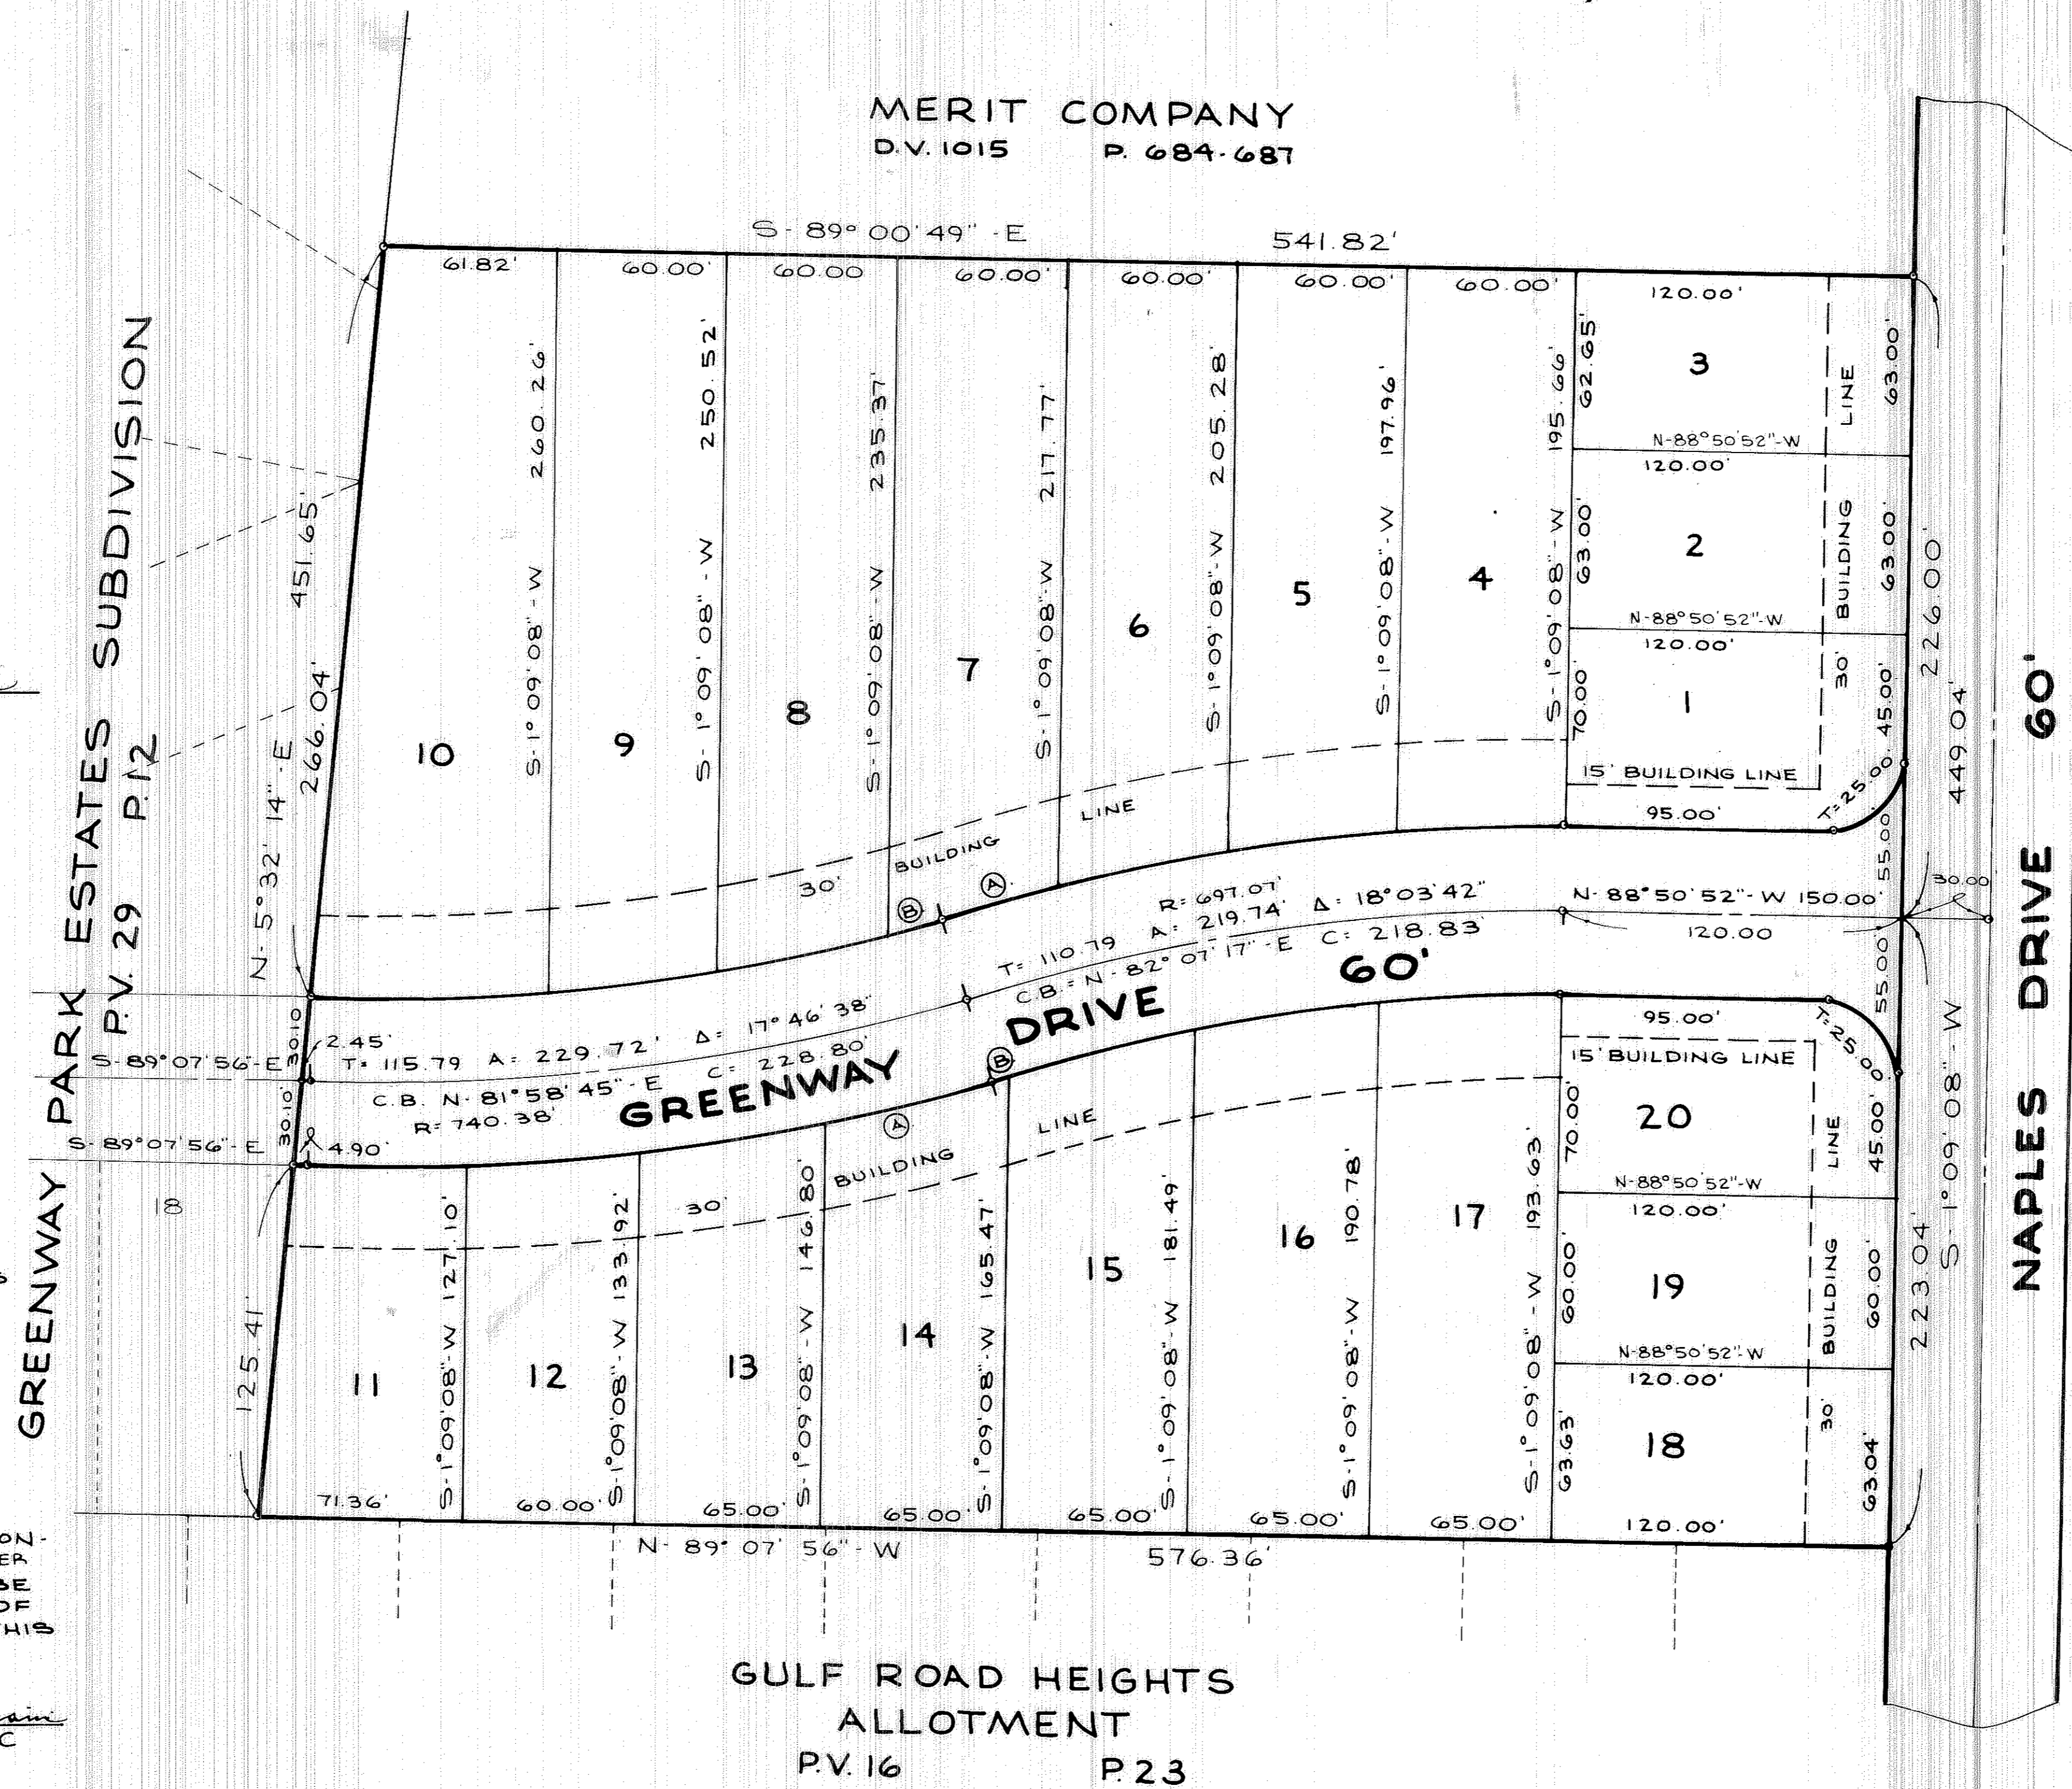 MERIT COMPANY
D.V. 1015 P. 684-687
S- 89° 00' 49" -E 541.82'
61.82' 60.00' 60.00 60.00' 60.00' 60.00' 60.00' 120.00'
260.26'
S-1°09'08"-W
250.52'
S-1°09'08"-W
235.37'
S-1°09'08"-W
217.77'
S-1°09'08"-W
205.28'
S-1°09'08"-W
197.96'
S-1°09'08"-W
195.66'
S-1°09'08"-W
62.65'
3
63.00'
LINE
N-88°50'52"-W
120.00'
63.00'
2
63.00'
BUILDING
N-88°50'52"-W
120.00'
70.00'
1
30'
45.00'
15' BUILDING LINE
95.00'
T=25.00
10
9
8
7
6
5
4
30' BUILDING LINE
B
A
226.00'
449.04'
S-1°09'08"-W
223.04'
NAPLES DRIVE 60'
GREENWAY PARK ESTATES SUBDIVISION
P.V. 29 P.12
N-5°32'14"-E 451.65'
266.04'
30.10
2.45'
S-89°07'56"-E
30.10'
4.90'
S-89°07'56"-E
18
125.41'
T= 115.79 A= 229.72' Δ= 17°46'38"
C.B. N-81°58'45"-E C= 228.80'
R= 740.38'
GREENWAY DRIVE 60'
R= 697.07'
T= 110.79 A= 219.74' Δ= 18°03'42"
C.B.= N-82°07'17"-E C= 218.83'
N-88°50'52"-W 150.00'
120.00
30.00'
55.00'
55.00'
B
A
30' BUILDING LINE
95.00'
T=25.00
15' BUILDING LINE
70.00'
20
LINE
45.00'
N-88°50'52"-W
120.00'
60.00'
19
BUILDING
60.00'
N-88°50'52"-W
120.00'
63.63'
18
30'
63.04'
120.00'
11
12
13
14
15
16
17
S-1°09'08"-W 127.10'
S-1°09'08"-W 133.92'
S-1°09'08"-W 146.80'
S-1°09'08"-W 165.47'
S-1°09'08"-W 181.49'
S-1°09'08"-W 190.78'
S-1°09'08"-W 193.63'
71.36' 60.00' 65.00' 65.00' 65.00' 65.00' 65.00'
N- 89° 07' 56" -W 576.36'
ON-
ER
BE
OF
HIS
C
GULF ROAD HEIGHTS
ALLOTMENT
P.V. 16 P.23